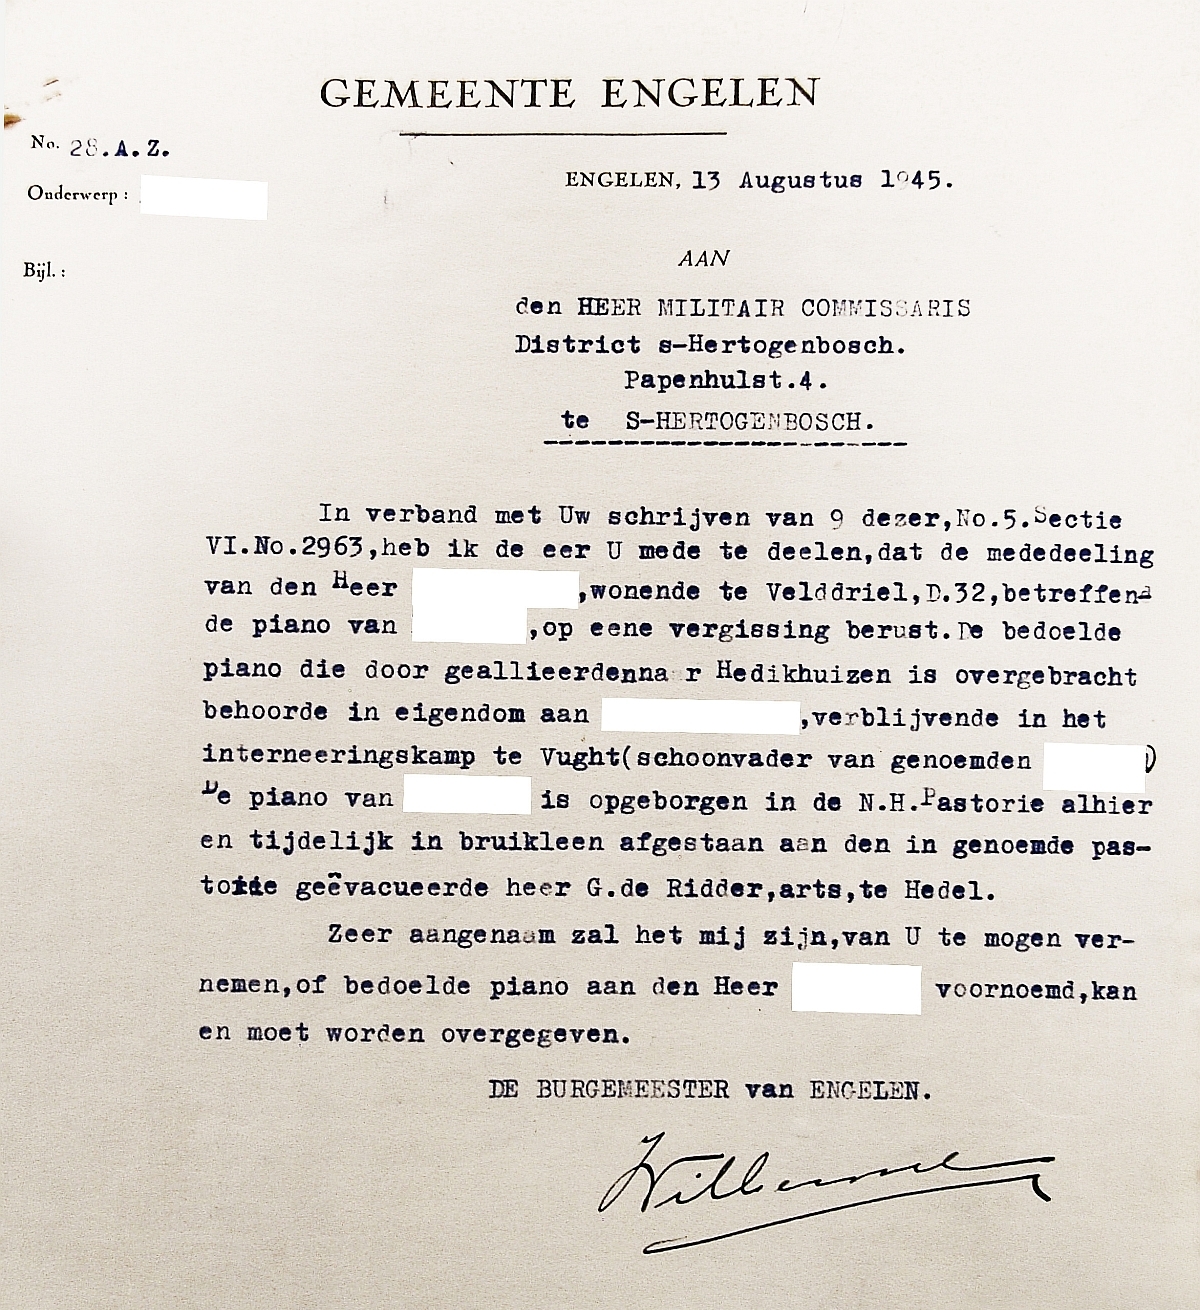 GEMEENTE ENGELEN
No. 28.A.Z.
ENGELEN, 13 Augustus 1945.
Onderwerp :
AAN
Bijl. :
den HEER MILITAIR COMMISSARIS
District s-Hertogenbosch.
Papenhulst.4.
te S-HERTOGENBOSCH.
In verband met Uw schrijven van 9 dezer,No.5.Sectie
VI.No.2963,heb ik de eer U mede te deelen,dat de mededeeling
van den Heer ,wonende te Velddriel,D.32,betreffend
de piano van ,op eene vergissing berust.De bedoelde
piano die door geallieerdenna r Hedikhuizen is overgebracht
behoorde in eigendom aan ,verblijvende in het
interneeringskamp te Vught(schoonvader van genoemden )
De piano van is opgeborgen in de N.H.Pastorie alhier
en tijdelijk in bruikleen afgestaan aan den in genoemde pas-
torie geëvacueerde heer G.de Ridder,arts,te Hedel.
Zeer aangenaam zal het mij zijn,van U te mogen ver-
nemen,of bedoelde piano aan den Heer voornoemd,kan
en moet worden overgegeven.
DE BURGEMEESTER van ENGELEN.